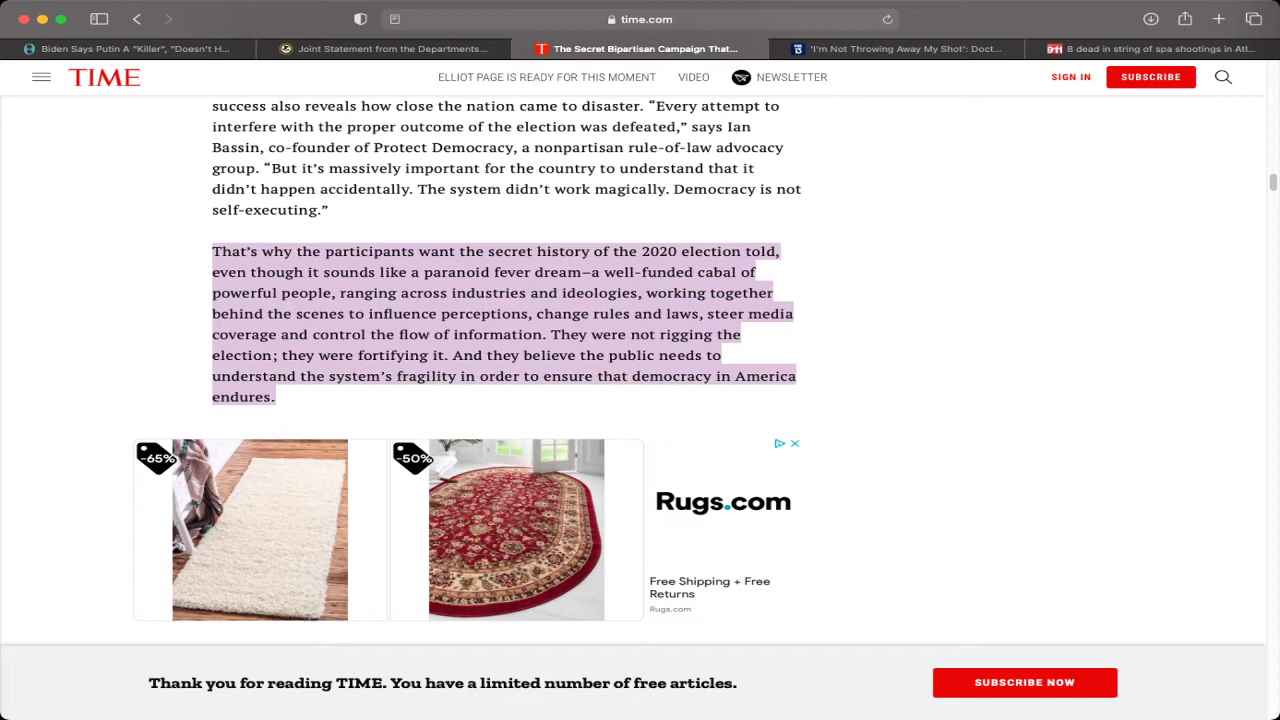 time.com
Biden Says Putin A "Killer", "Doesn't H...
Joint Statement from the Departments...
The Secret Bipartisan Campaign That...
'I'm Not Throwing Away My Shot': Doct...
8 dead in string of spa shootings in Atl...
TIME
ELLIOT PAGE IS READY FOR THIS MOMENT
VIDEO
NEWSLETTER
SIGN IN
SUBSCRIBE
success also reveals how close the nation came to disaster. “Every attempt to
interfere with the proper outcome of the election was defeated,” says Ian
Bassin, co-founder of Protect Democracy, a nonpartisan rule-of-law advocacy
group. “But it’s massively important for the country to understand that it
didn’t happen accidentally. The system didn’t work magically. Democracy is not
self-executing.”
That’s why the participants want the secret history of the 2020 election told,
even though it sounds like a paranoid fever dream–a well-funded cabal of
powerful people, ranging across industries and ideologies, working together
behind the scenes to influence perceptions, change rules and laws, steer media
coverage and control the flow of information. They were not rigging the
election; they were fortifying it. And they believe the public needs to
understand the system’s fragility in order to ensure that democracy in America
endures.
-65%
-50%
Rugs.com
Free Shipping + Free
Returns
Rugs.com
Thank you for reading TIME. You have a limited number of free articles.
SUBSCRIBE NOW